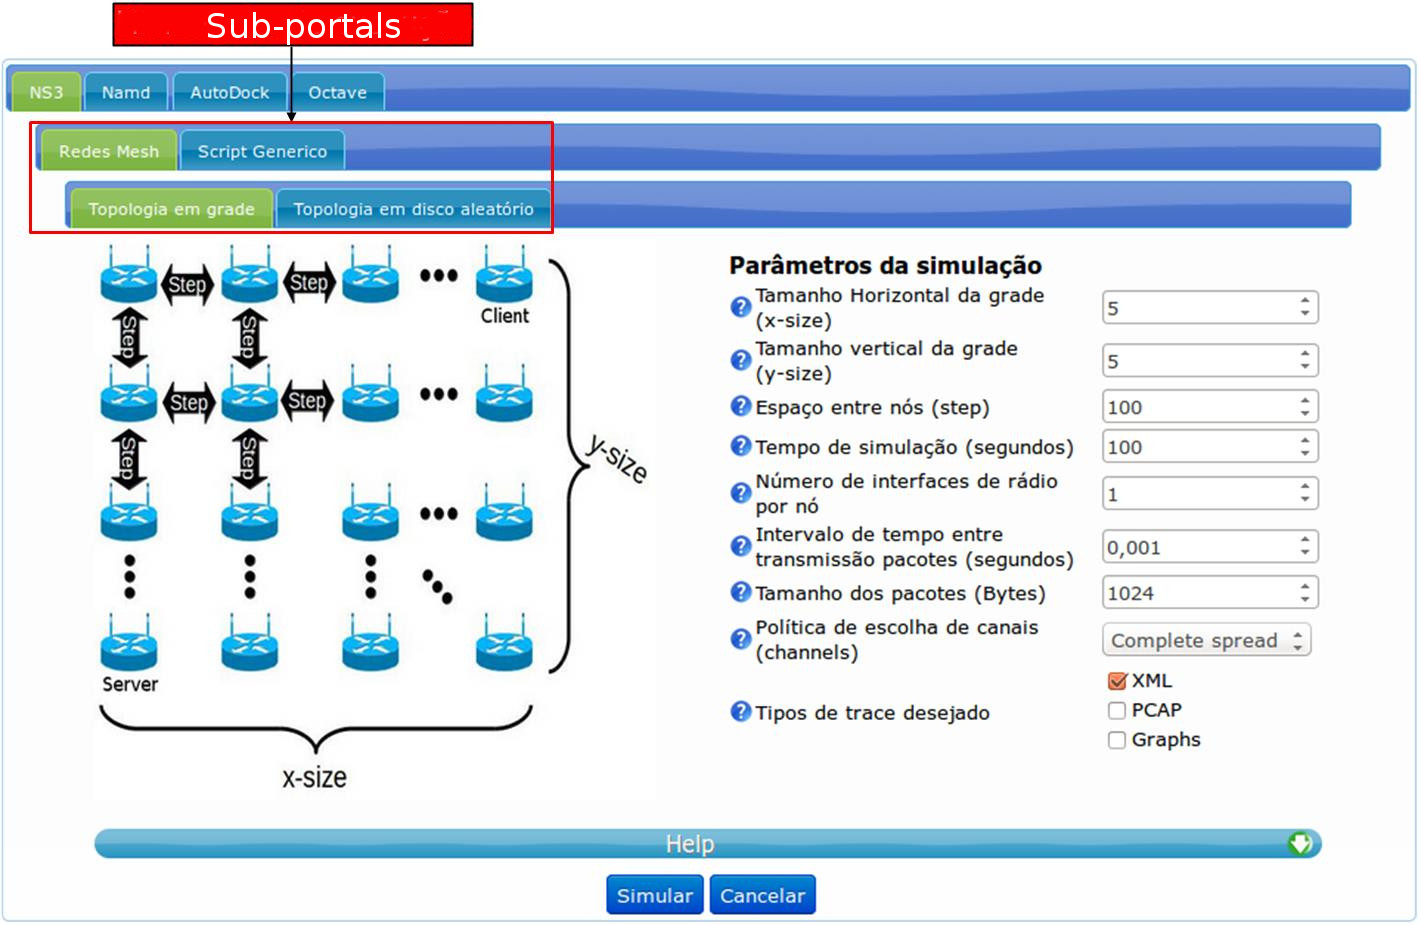 Sub-portals
NS3 Namd AutoDock Octave
Redes Mesh Script Generico
Topologia em grade Topologia em disco aleatório
Step Step
Client
Step Step
Step Step
Step Step
y-size
Server
x-size
Parâmetros da simulação
Tamanho Horizontal da grade
(x-size)
5
Tamanho vertical da grade
(y-size)
5
Espaço entre nós (step) 100
Tempo de simulação (segundos) 100
Número de interfaces de rádio
por nó
1
Intervalo de tempo entre
transmissão pacotes (segundos)
0,001
Tamanho dos pacotes (Bytes) 1024
Política de escolha de canais
(channels)
Complete spread
Tipos de trace desejado
XML
PCAP
Graphs
Help
Simular Cancelar